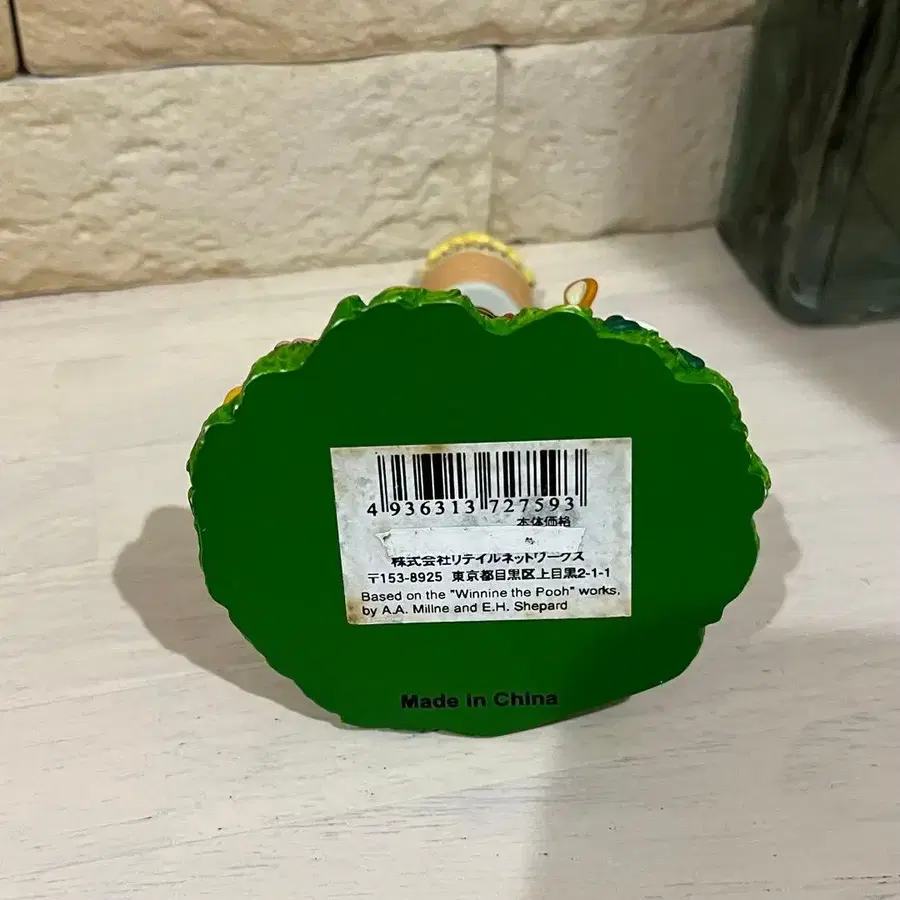 4 936313 727593
本体価格
株式会社リテイルネットワークス
〒153-8925 東京都目黒区上目黒2-1-1
Based on the "Winnine the Pooh" works,
by A.A. Millne and E.H. Shepard
Made in China